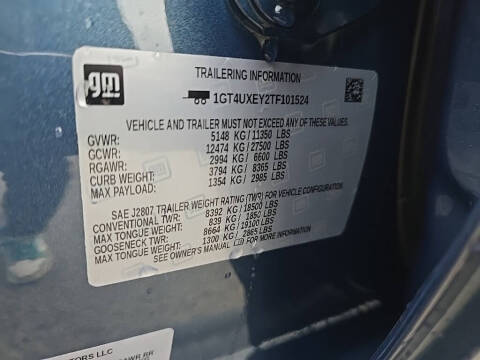 gm
TRAILERING INFORMATION
1GT4UXEY2TF101524
VEHICLE AND TRAILER MUST NOT EXCEED ANY OF THESE VALUES.
GVWR: 5148 KG/ 11350 LBS
GCWR: 12474 KG/ 27500 LBS
RGAWR: 2994 KG/ 6600 LBS
CURB WEIGHT: 3794 KG/ 8365 LBS
MAX PAYLOAD: 1354 KG/ 2985 LBS
SAE J2807 TRAILER WEIGHT RATING (TWR) FOR VEHICLE CONFIGURATION.
CONVENTIONAL TWR: 8392 KG/ 18500 LBS
MAX TONGUE WEIGHT: 839 KG/ 1850 LBS
GOOSENECK TWR: 8664 KG/ 19100 LBS
MAX TONGUE WEIGHT: 1300 KG/ 2865 LBS
SEE OWNER'S MANUAL FOR MORE INFORMATION.
TORS LLC
GAWR RR